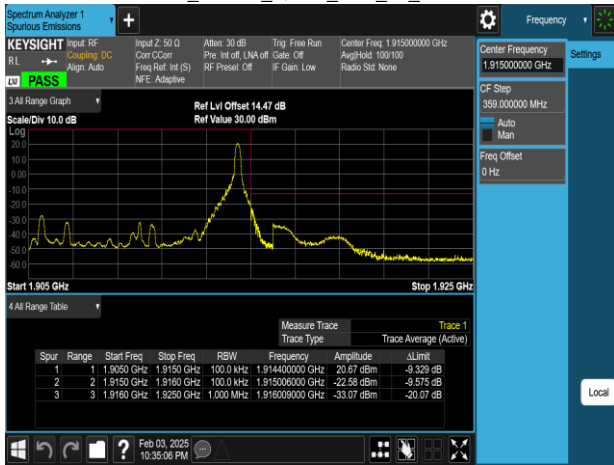 Spectrum Analyzer 1
Spurious Emissions
+
Frequency
KEYSIGHT Input: RF
Coupling: DC
Align: Auto
Input Z: 50 Ω
Corr CCorr
Freq Ref: Int (S)
NFE: Adaptive
Atten: 30 dB
Pre: Int off, LNA off
RF Preset: Off
Trig: Free Run
Gate: Off
IF Gain: Low
Center Freq: 1.915000000 GHz
Avg|Hold: 100/100
Radio Std: None
R L
LXI PASS
Center Frequency
1.915000000 GHz
Settings
CF Step
359.000000 MHz
Auto
Man
Freq Offset
0 Hz
3 All Range Graph
Ref Lvl Offset 14.47 dB
Scale/Div 10.0 dB
Ref Value 30.00 dBm
Log
20.0
10.0
0.00
-10.0
-20.0
-30.0
-40.0
-50.0
-60.0
Start 1.905 GHz
Stop 1.925 GHz
4 All Range Table
Measure Trace Trace 1
Trace Type Trace Average (Active)
Spur Range Start Freq Stop Freq RBW Frequency Amplitude ΔLimit
1 1 1.9050 GHz 1.9150 GHz 100.0 kHz 1.914400000 GHz 20.67 dBm -9.329 dB
2 2 1.9150 GHz 1.9160 GHz 100.0 kHz 1.915006000 GHz -22.58 dBm -9.575 dB
3 3 1.9160 GHz 1.9250 GHz 1.000 MHz 1.916009000 GHz -33.07 dBm -20.07 dB
Local
?
Feb 03, 2025
10:35:06 PM